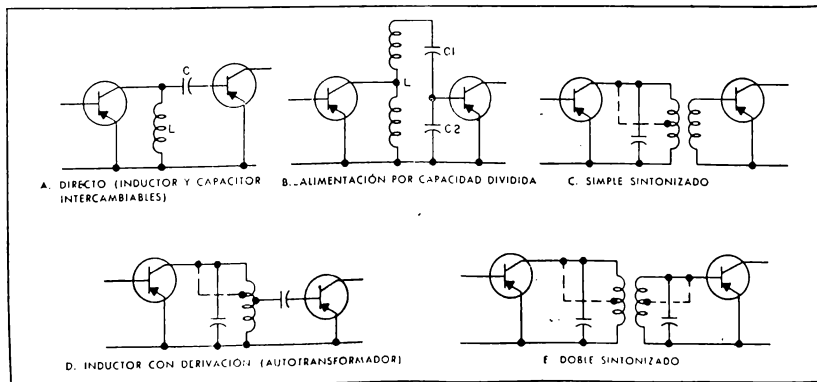 C
L
A. DIRECTO (INDUCTOR Y CAPACITOR
INTERCAMBIABLES)
C1
L
C2
B. ALIMENTACIÓN POR CAPACIDAD DIVIDIDA
C. SIMPLE SINTONIZADO
D. INDUCTOR CON DERIVACIÓN (AUTOTRANSFORMADOR)
E DOBLE SINTONIZADO